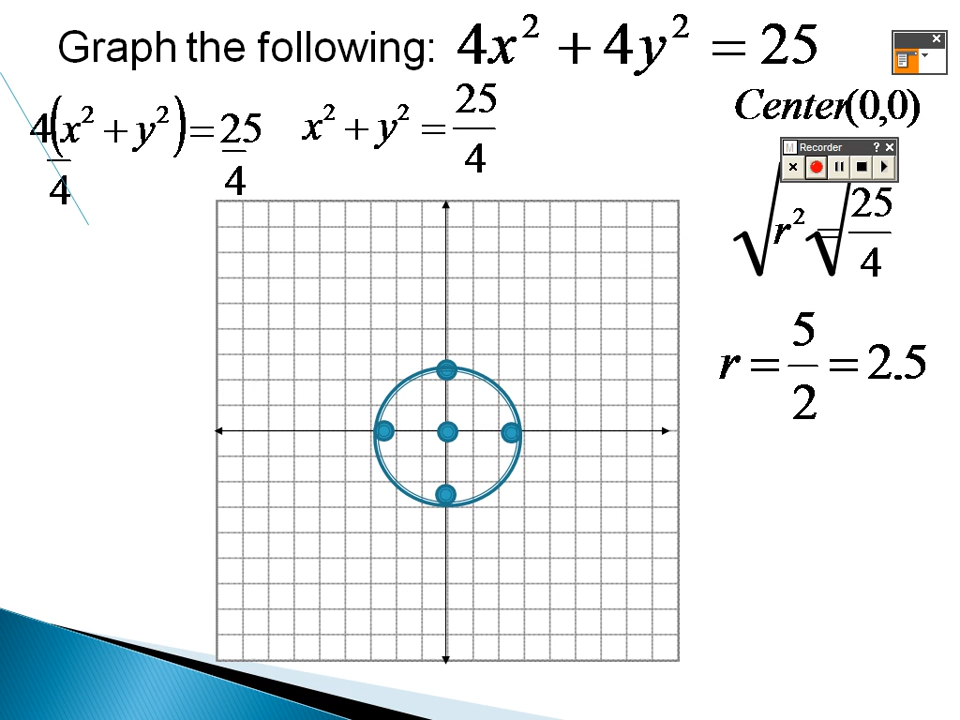 Graph the following: 4x² + 4y² = 25
4(x² + y²) = 25
4 4
x² + y² = 25/4
Center(0,0)
M Recorder ? ×
√r² = √25/4
r = 5/2 = 2.5